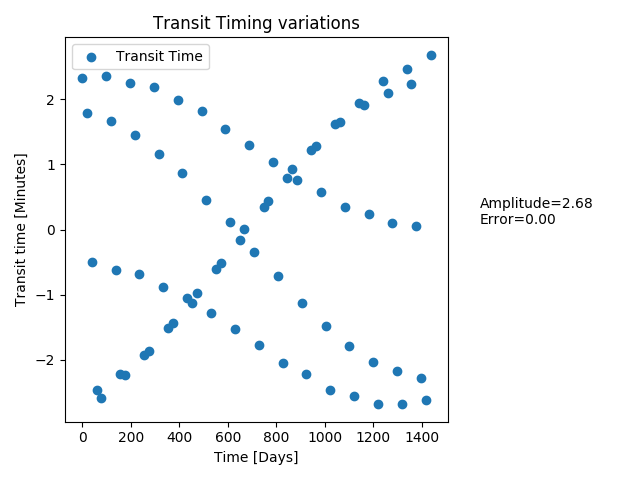 Transit Timing variations
Transit Time
Transit time [Minutes]
2
1
0
−1
−2
0 200 400 600 800 1000 1200 1400
Time [Days]
Amplitude=2.68
Error=0.00